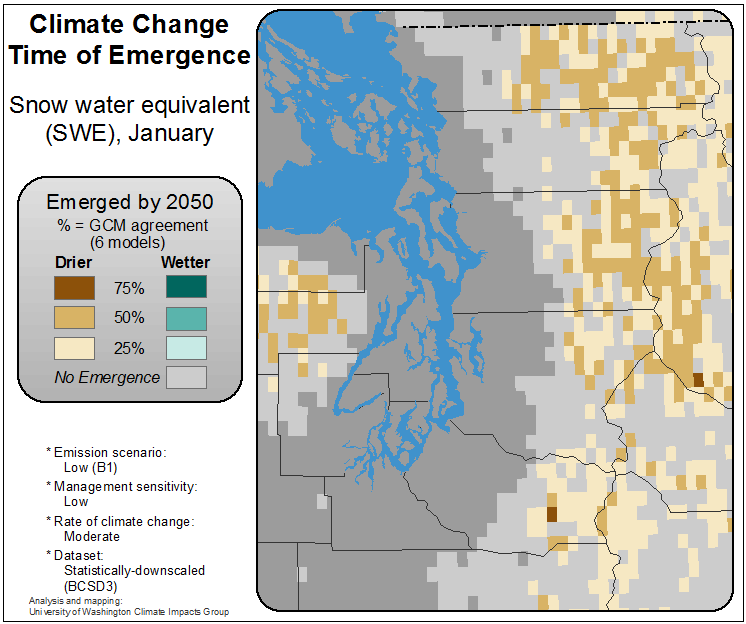 Climate Change
Time of Emergence
Snow water equivalent
(SWE), January
Emerged by 2050
% = GCM agreement
(6 models)
Drier Wetter
75%
50%
25%
No Emergence
* Emission scenario:
Low (B1)
* Management sensitivity:
Low
* Rate of climate change:
Moderate
* Dataset:
Statistically-downscaled
(BCSD3)
Analysis and mapping:
University of Washington Climate Impacts Group